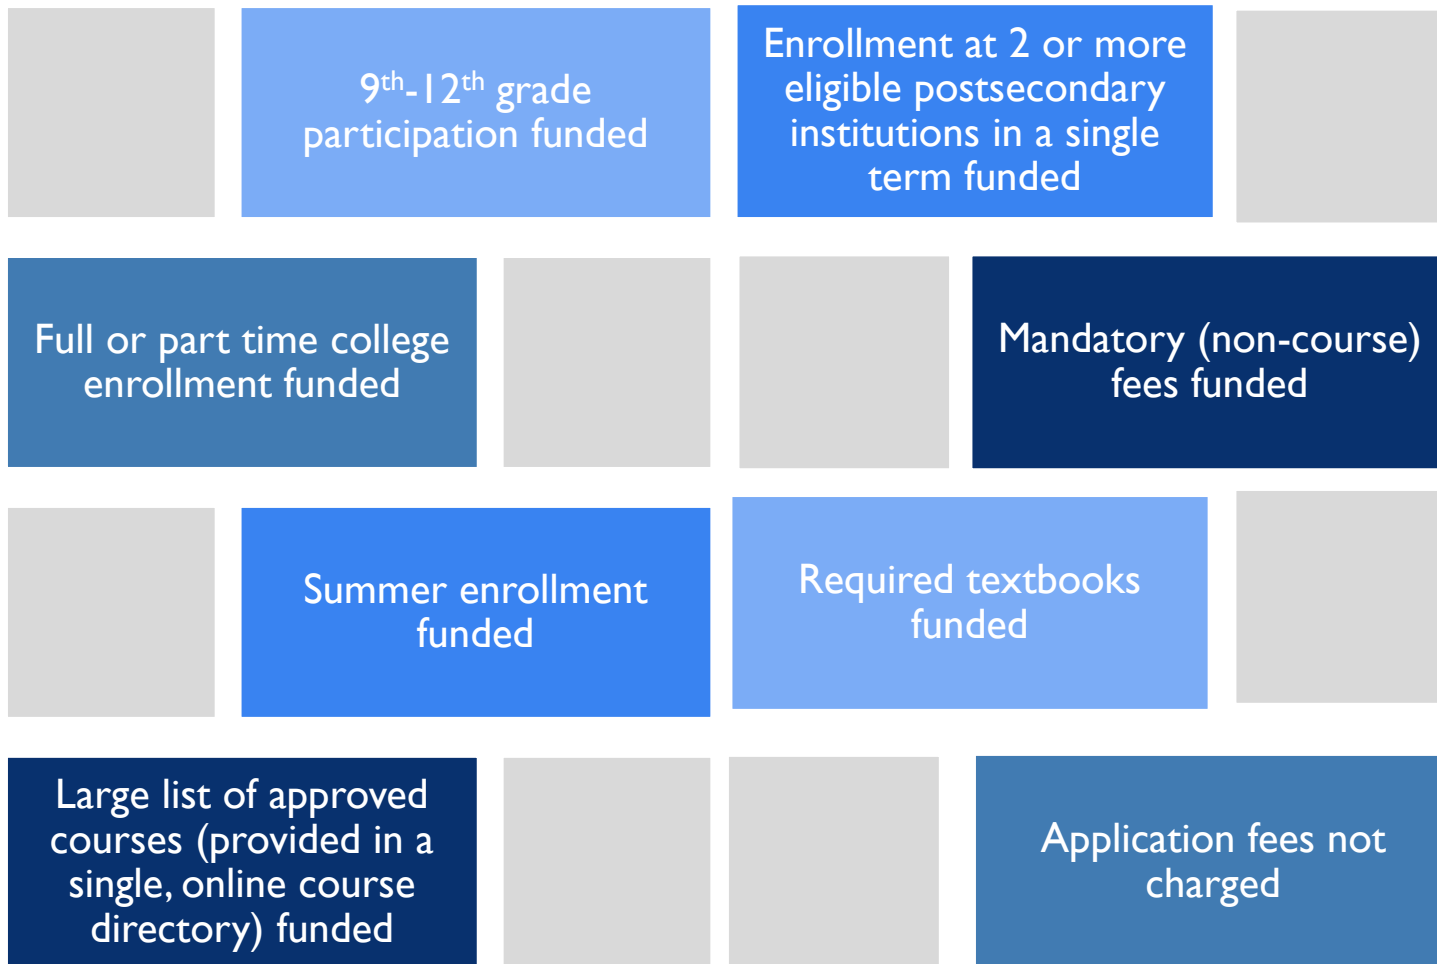 9th-12th grade
participation funded
Enrollment at 2 or more
eligible postsecondary
institutions in a single
term funded
Full or part time college
enrollment funded
Mandatory (non-course)
fees funded
Summer enrollment
funded
Required textbooks
funded
Large list of approved
courses (provided in a
single, online course
directory) funded
Application fees not
charged